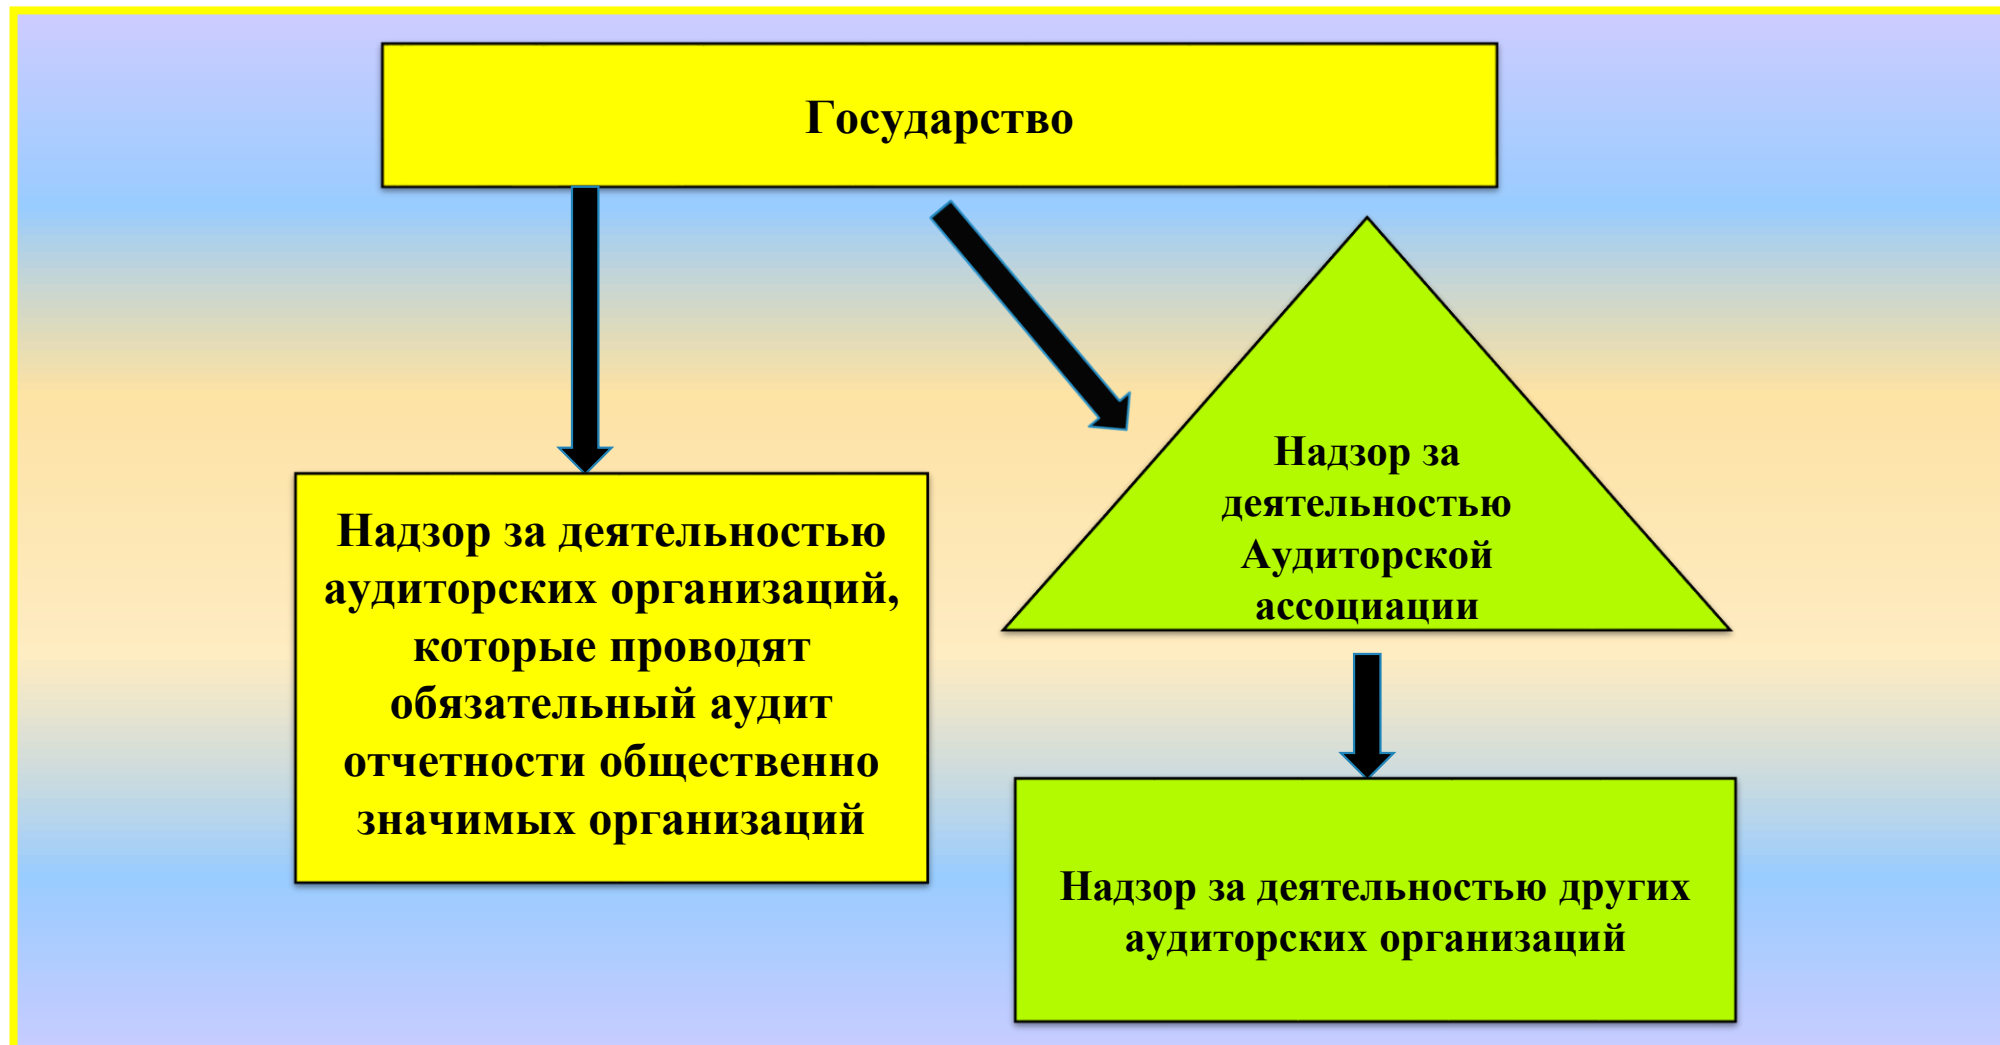 Государство
Надзор за деятельностью
аудиторских организаций,
которые проводят
обязательный аудит
отчетности общественно
значимых организаций
Надзор за
деятельностью
Аудиторской
ассоциации
Надзор за деятельностью других
аудиторских организаций